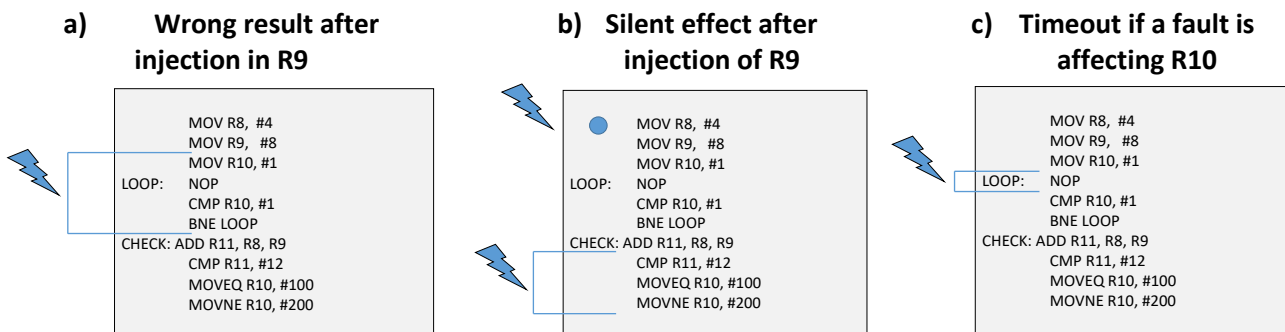 a) Wrong result after
injection in R9
MOV R8, #4
MOV R9, #8
MOV R10, #1
LOOP: NOP
CMP R10, #1
BNE LOOP
CHECK: ADD R11, R8, R9
CMP R11, #12
MOVEQ R10, #100
MOVNE R10, #200
b) Silent effect after
injection of R9
MOV R8, #4
MOV R9, #8
MOV R10, #1
LOOP: NOP
CMP R10, #1
BNE LOOP
CHECK: ADD R11, R8, R9
CMP R11, #12
MOVEQ R10, #100
MOVNE R10, #200
c) Timeout if a fault is
affecting R10
MOV R8, #4
MOV R9, #8
MOV R10, #1
LOOP: NOP
CMP R10, #1
BNE LOOP
CHECK: ADD R11, R8, R9
CMP R11, #12
MOVEQ R10, #100
MOVNE R10, #200